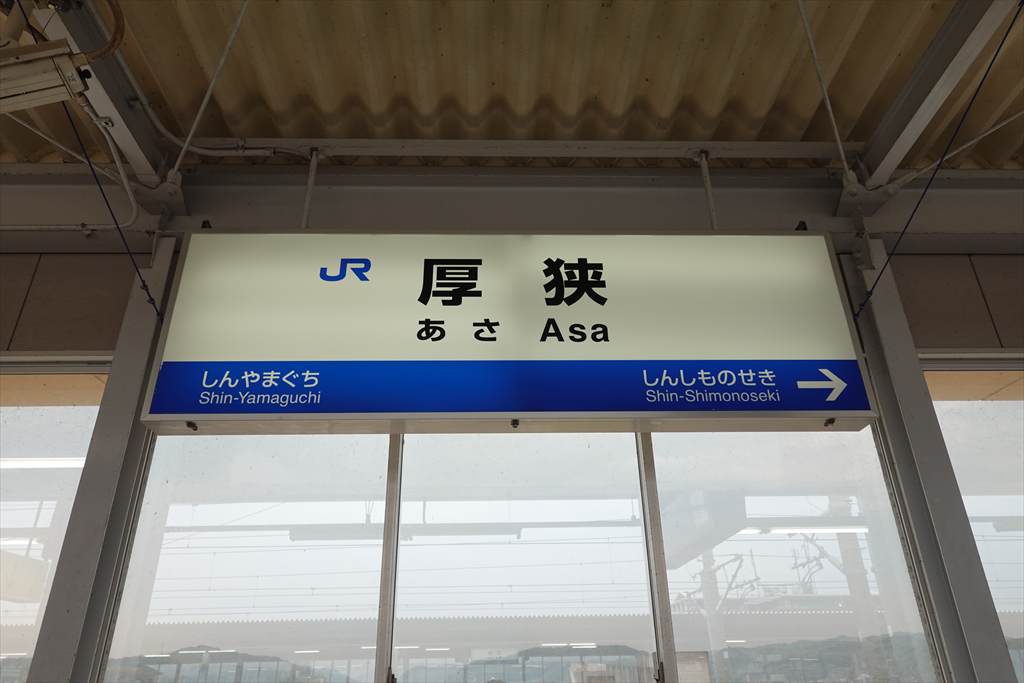 JR 厚狭
あさ Asa
しんやまぐち
Shin-Yamaguchi
しんしものせき
Shin-Shimonoseki
→